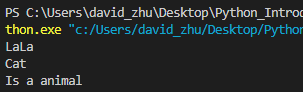 PS C:\Users\david_zhu\Desktop\Python_Introd
thon.exe "c:/Users/david_zhu/Desktop/Python
LaLa
Cat
Is a animal